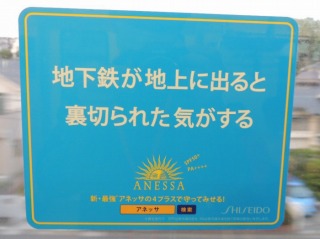 地下鉄が地上に出ると
裏切られた気がする
SPF50+
PA++++
ANESSA
新・最強*アネッサの4プラスで守ってみせる!
アネッサ 検索
SHISEIDO